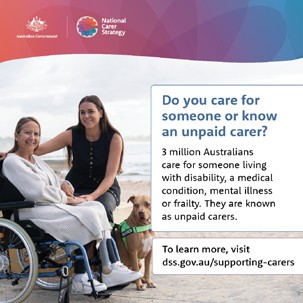 Australian Government
National
Carer
Strategy
Do you care for
someone or know
an unpaid carer?
3 million Australians
care for someone living
with disability, a medical
condition, mental illness
or frailty. They are known
as unpaid carers.
To learn more, visit
dss.gov.au/supporting-carers